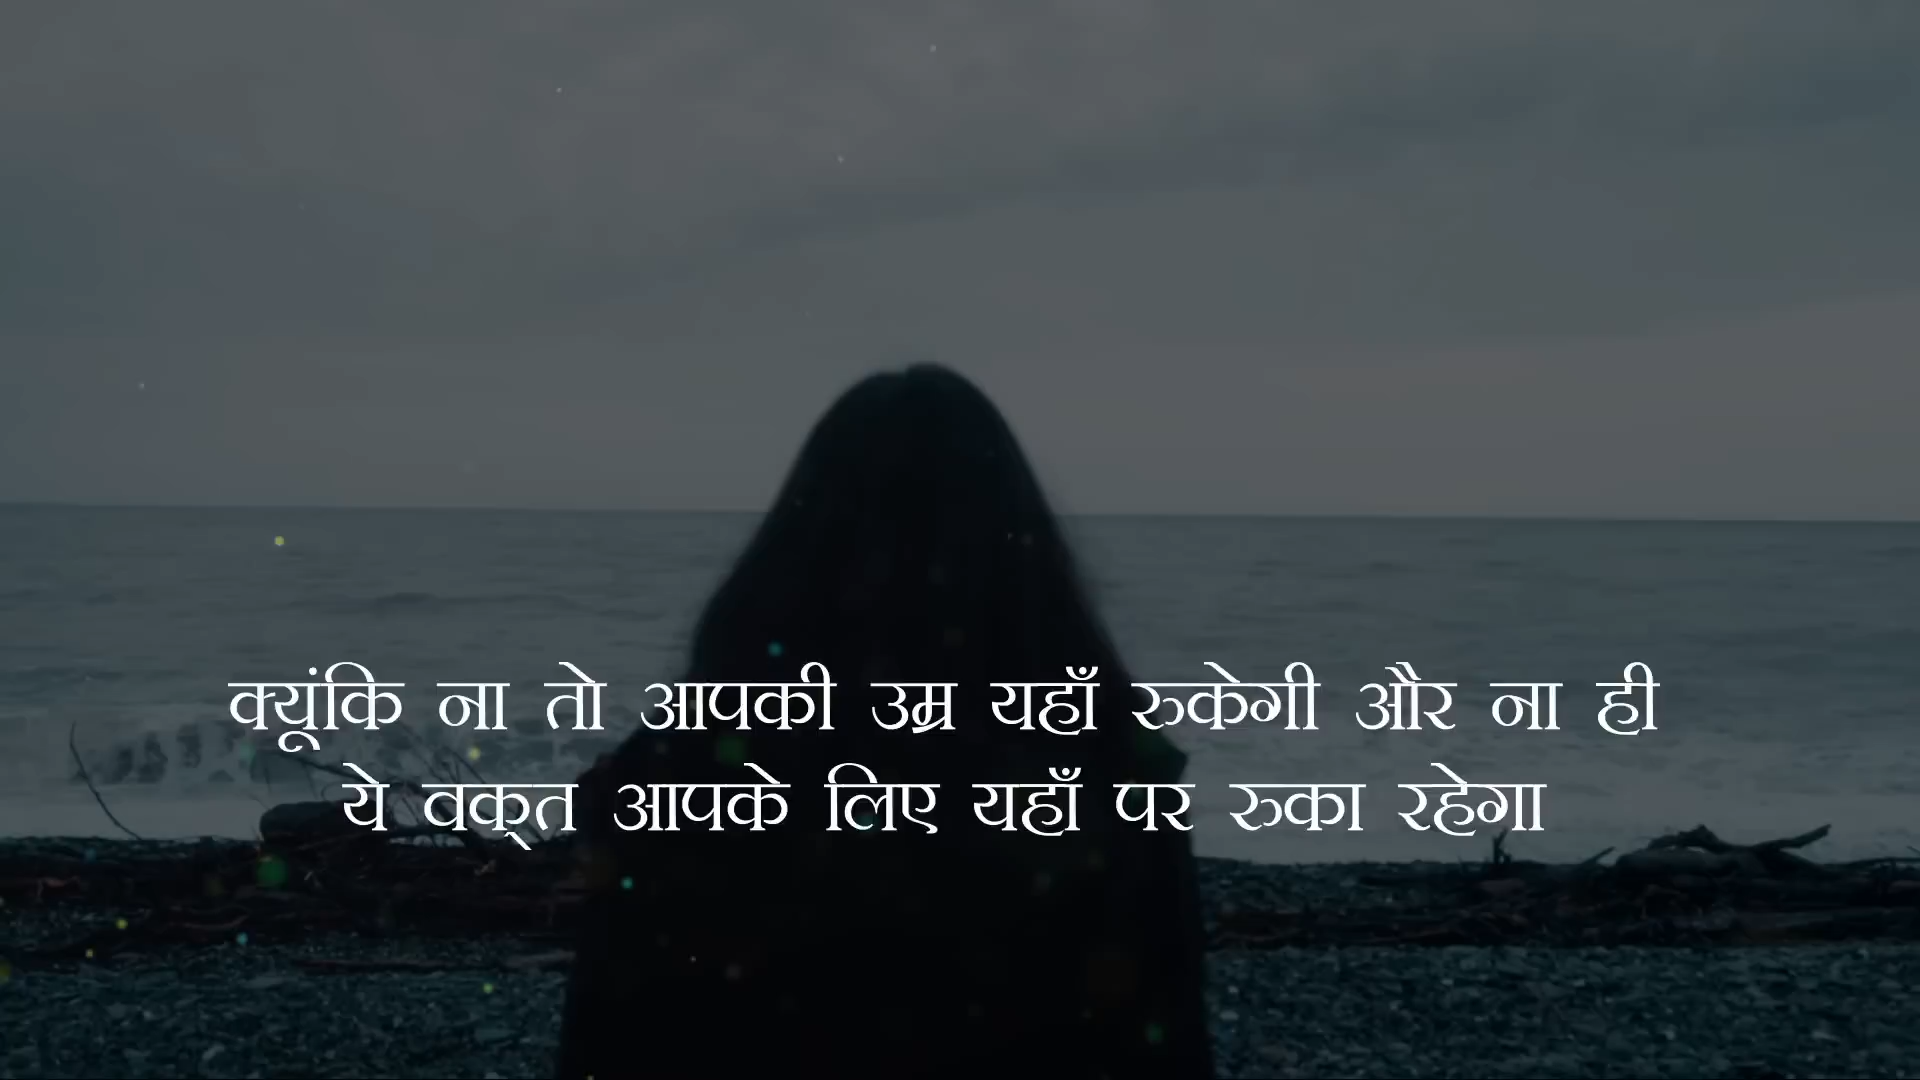 क्यूंकि ना तो आपकी उम्र यहाँ रुकेगी और ना ही
ये वक्‌त आपके लिए यहाँ पर रुका रहेगा